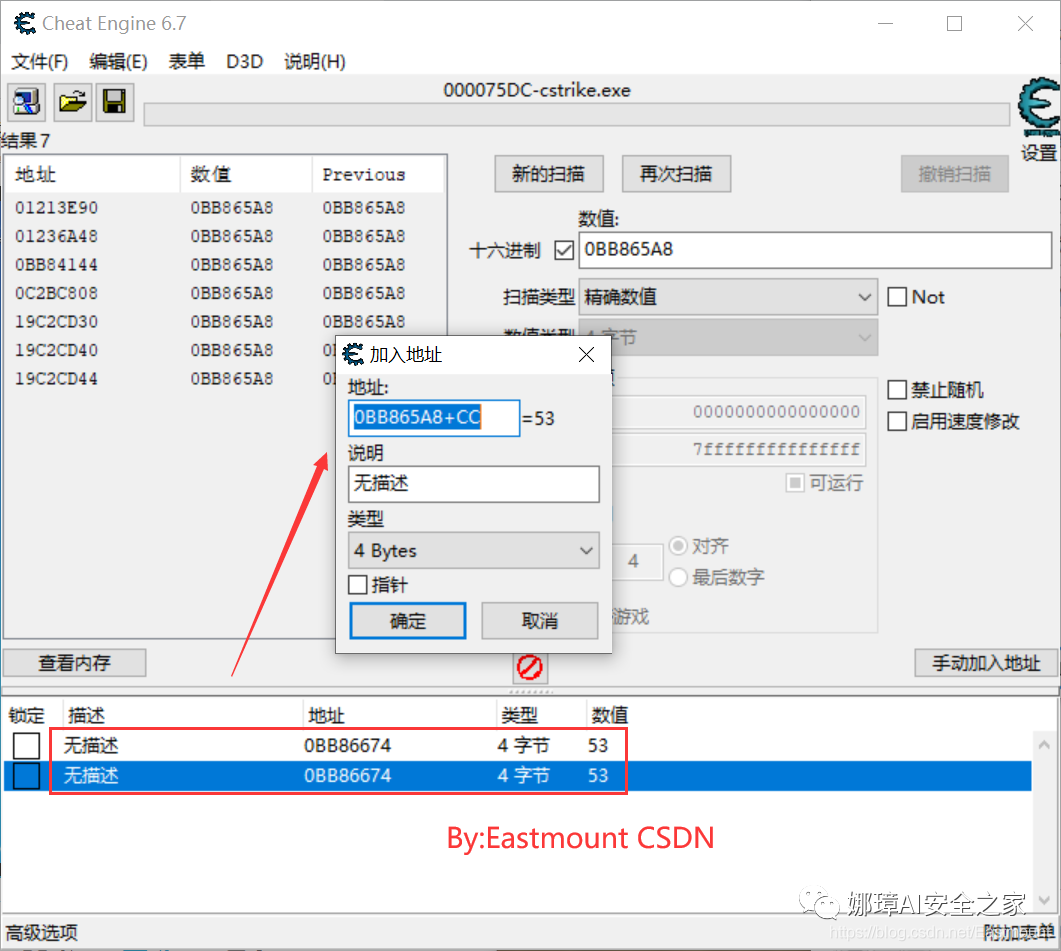 Cheat Engine 6.7
文件(F) 编辑(E) 表单 D3D 说明(H)
000075DC-cstrike.exe
设置
结果 7
地址 数值 Previous
01213E90 0BB865A8 0BB865A8
01236A48 0BB865A8 0BB865A8
0BB84144 0BB865A8 0BB865A8
0C2BC808 0BB865A8 0BB865A8
19C2CD30 0BB865A8 0BB865A8
19C2CD40 0BB865A8
19C2CD44 0BB865A8
新的扫描 再次扫描 撤销扫描
数值:
十六进制 0BB865A8
扫描类型 精确数值 Not
数值类型 4 字节
0000000000000000
7fffffffffffffff
禁止随机
启用速度修改
可运行
4 对齐
最后数字
游戏
加入地址
地址:
0BB865A8+CC =53
说明
无描述
类型
4 Bytes
指针
确定 取消
查看内存 手动加入地址
锁定 描述 地址 类型 数值
无描述 0BB86674 4 字节 53
无描述 0BB86674 4 字节 53
By:Eastmount CSDN
娜璋AI安全之家
高级选项 附加表单